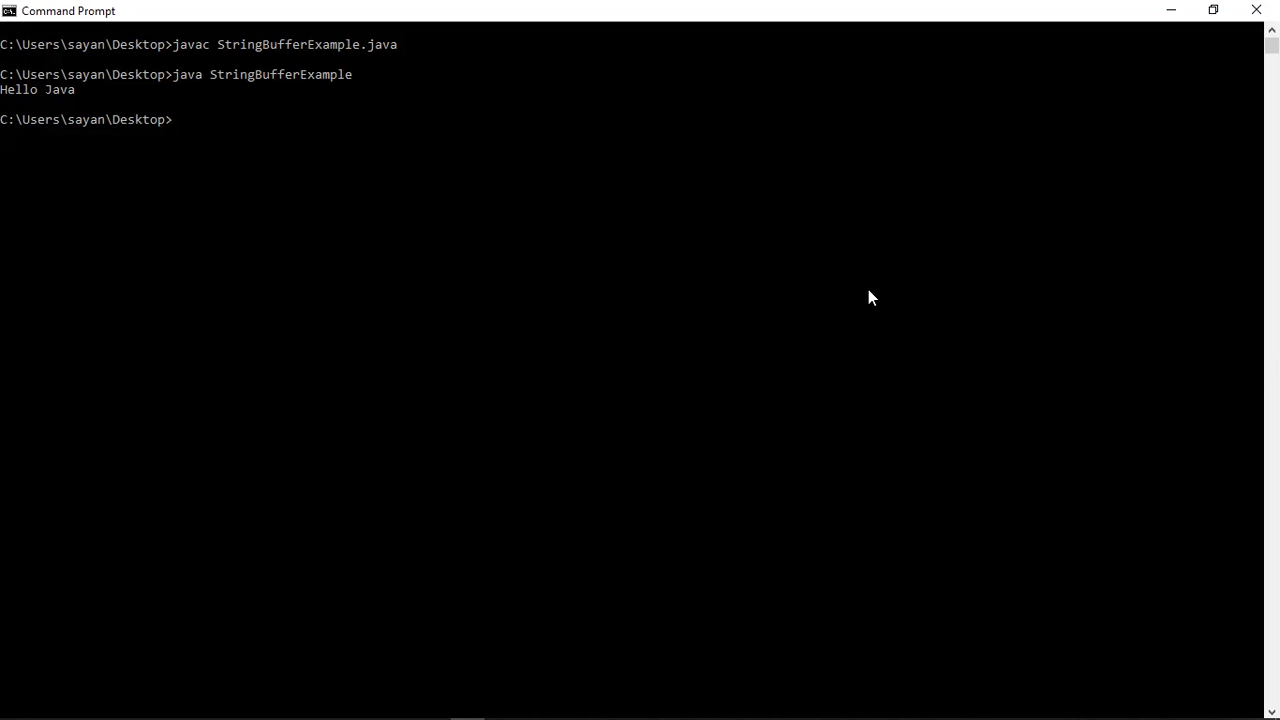 Command Prompt
C:\Users\sayan\Desktop>javac StringBufferExample.java
C:\Users\sayan\Desktop>java StringBufferExample
Hello Java
C:\Users\sayan\Desktop>